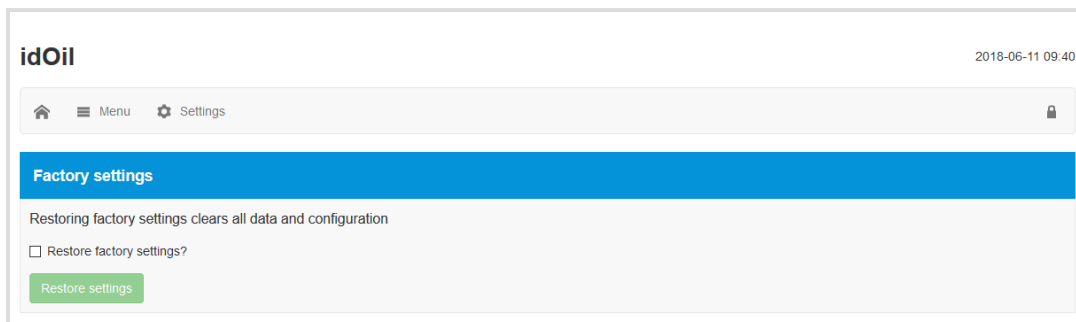 idOil
2018-06-11 09:40
Menu Settings
Factory settings
Restoring factory settings clears all data and configuration
Restore factory settings?
Restore settings